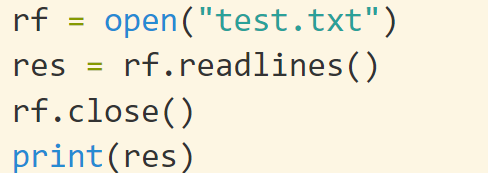 rf = open("test.txt")
res = rf.readlines()
rf.close()
print(res)